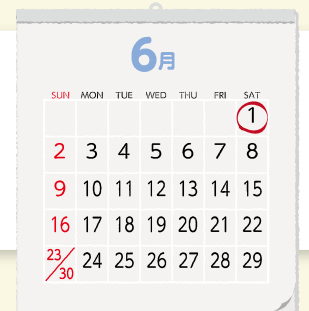 6月
SUN MON TUE WED THU FRI SAT
1
2 3 4 5 6 7 8
9 10 11 12 13 14 15
16 17 18 19 20 21 22
23/30 24 25 26 27 28 29